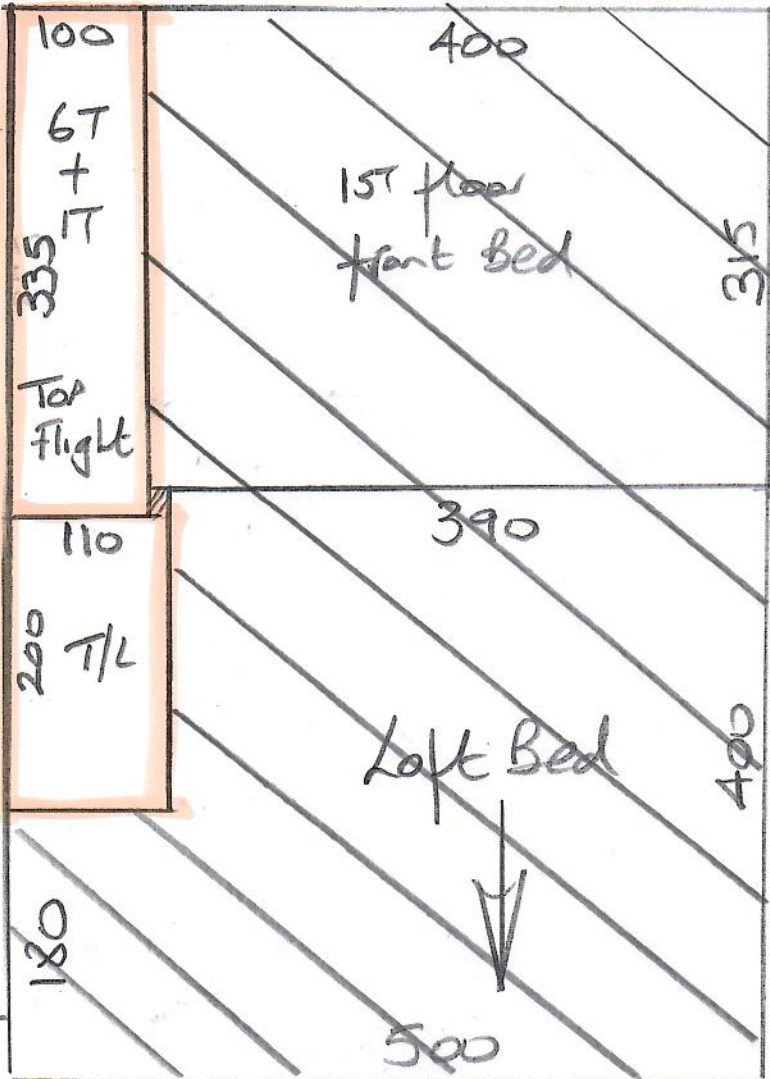 100
6T
+
1T
335
Top
Flight
400
1ST floor
front Bed
315
110
200 T/L
390
Loft Bed
400
180
500